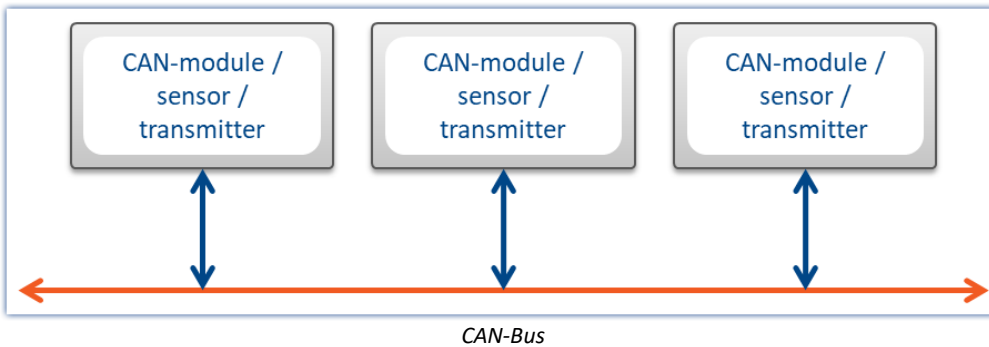 CAN-module /
sensor /
transmitter
CAN-module /
sensor /
transmitter
CAN-module /
sensor /
transmitter
CAN-Bus